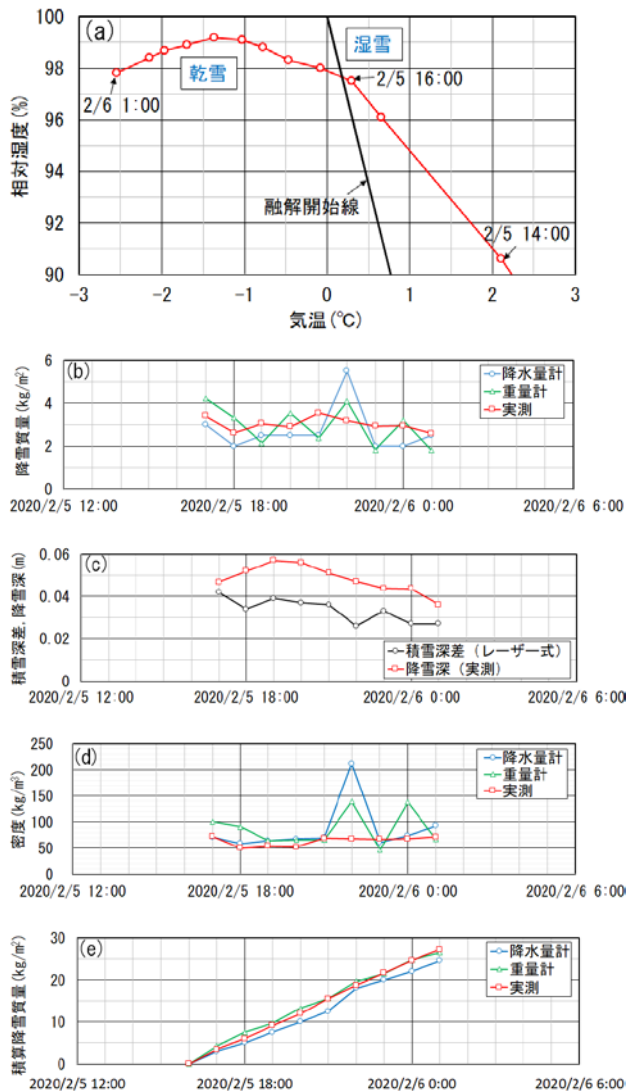 (a)
100
98
96
94
92
90
相対湿度(%)
乾雪
湿雪
2/6 1:00
2/5 16:00
融解開始線
2/5 14:00
-3
-2
-1
0
1
2
3
気温(℃)
(b)
6
4
2
0
降雪質量(kg/m²)
降水量計
重量計
実測
2020/2/5 12:00
2020/2/5 18:00
2020/2/6 0:00
2020/2/6 6:00
(c)
0.06
0.04
0.02
0
積雪深差, 降雪深(m)
積雪深差 (レーザー式)
降雪深 (実測)
2020/2/5 12:00
2020/2/5 18:00
2020/2/6 0:00
2020/2/6 6:00
(d)
250
200
150
100
50
0
密度(kg/m³)
降水量計
重量計
実測
2020/2/5 12:00
2020/2/5 18:00
2020/2/6 0:00
2020/2/6 6:00
(e)
30
20
10
0
積算降雪質量(kg/m²)
降水量計
重量計
実測
2020/2/5 12:00
2020/2/5 18:00
2020/2/6 0:00
2020/2/6 6:00